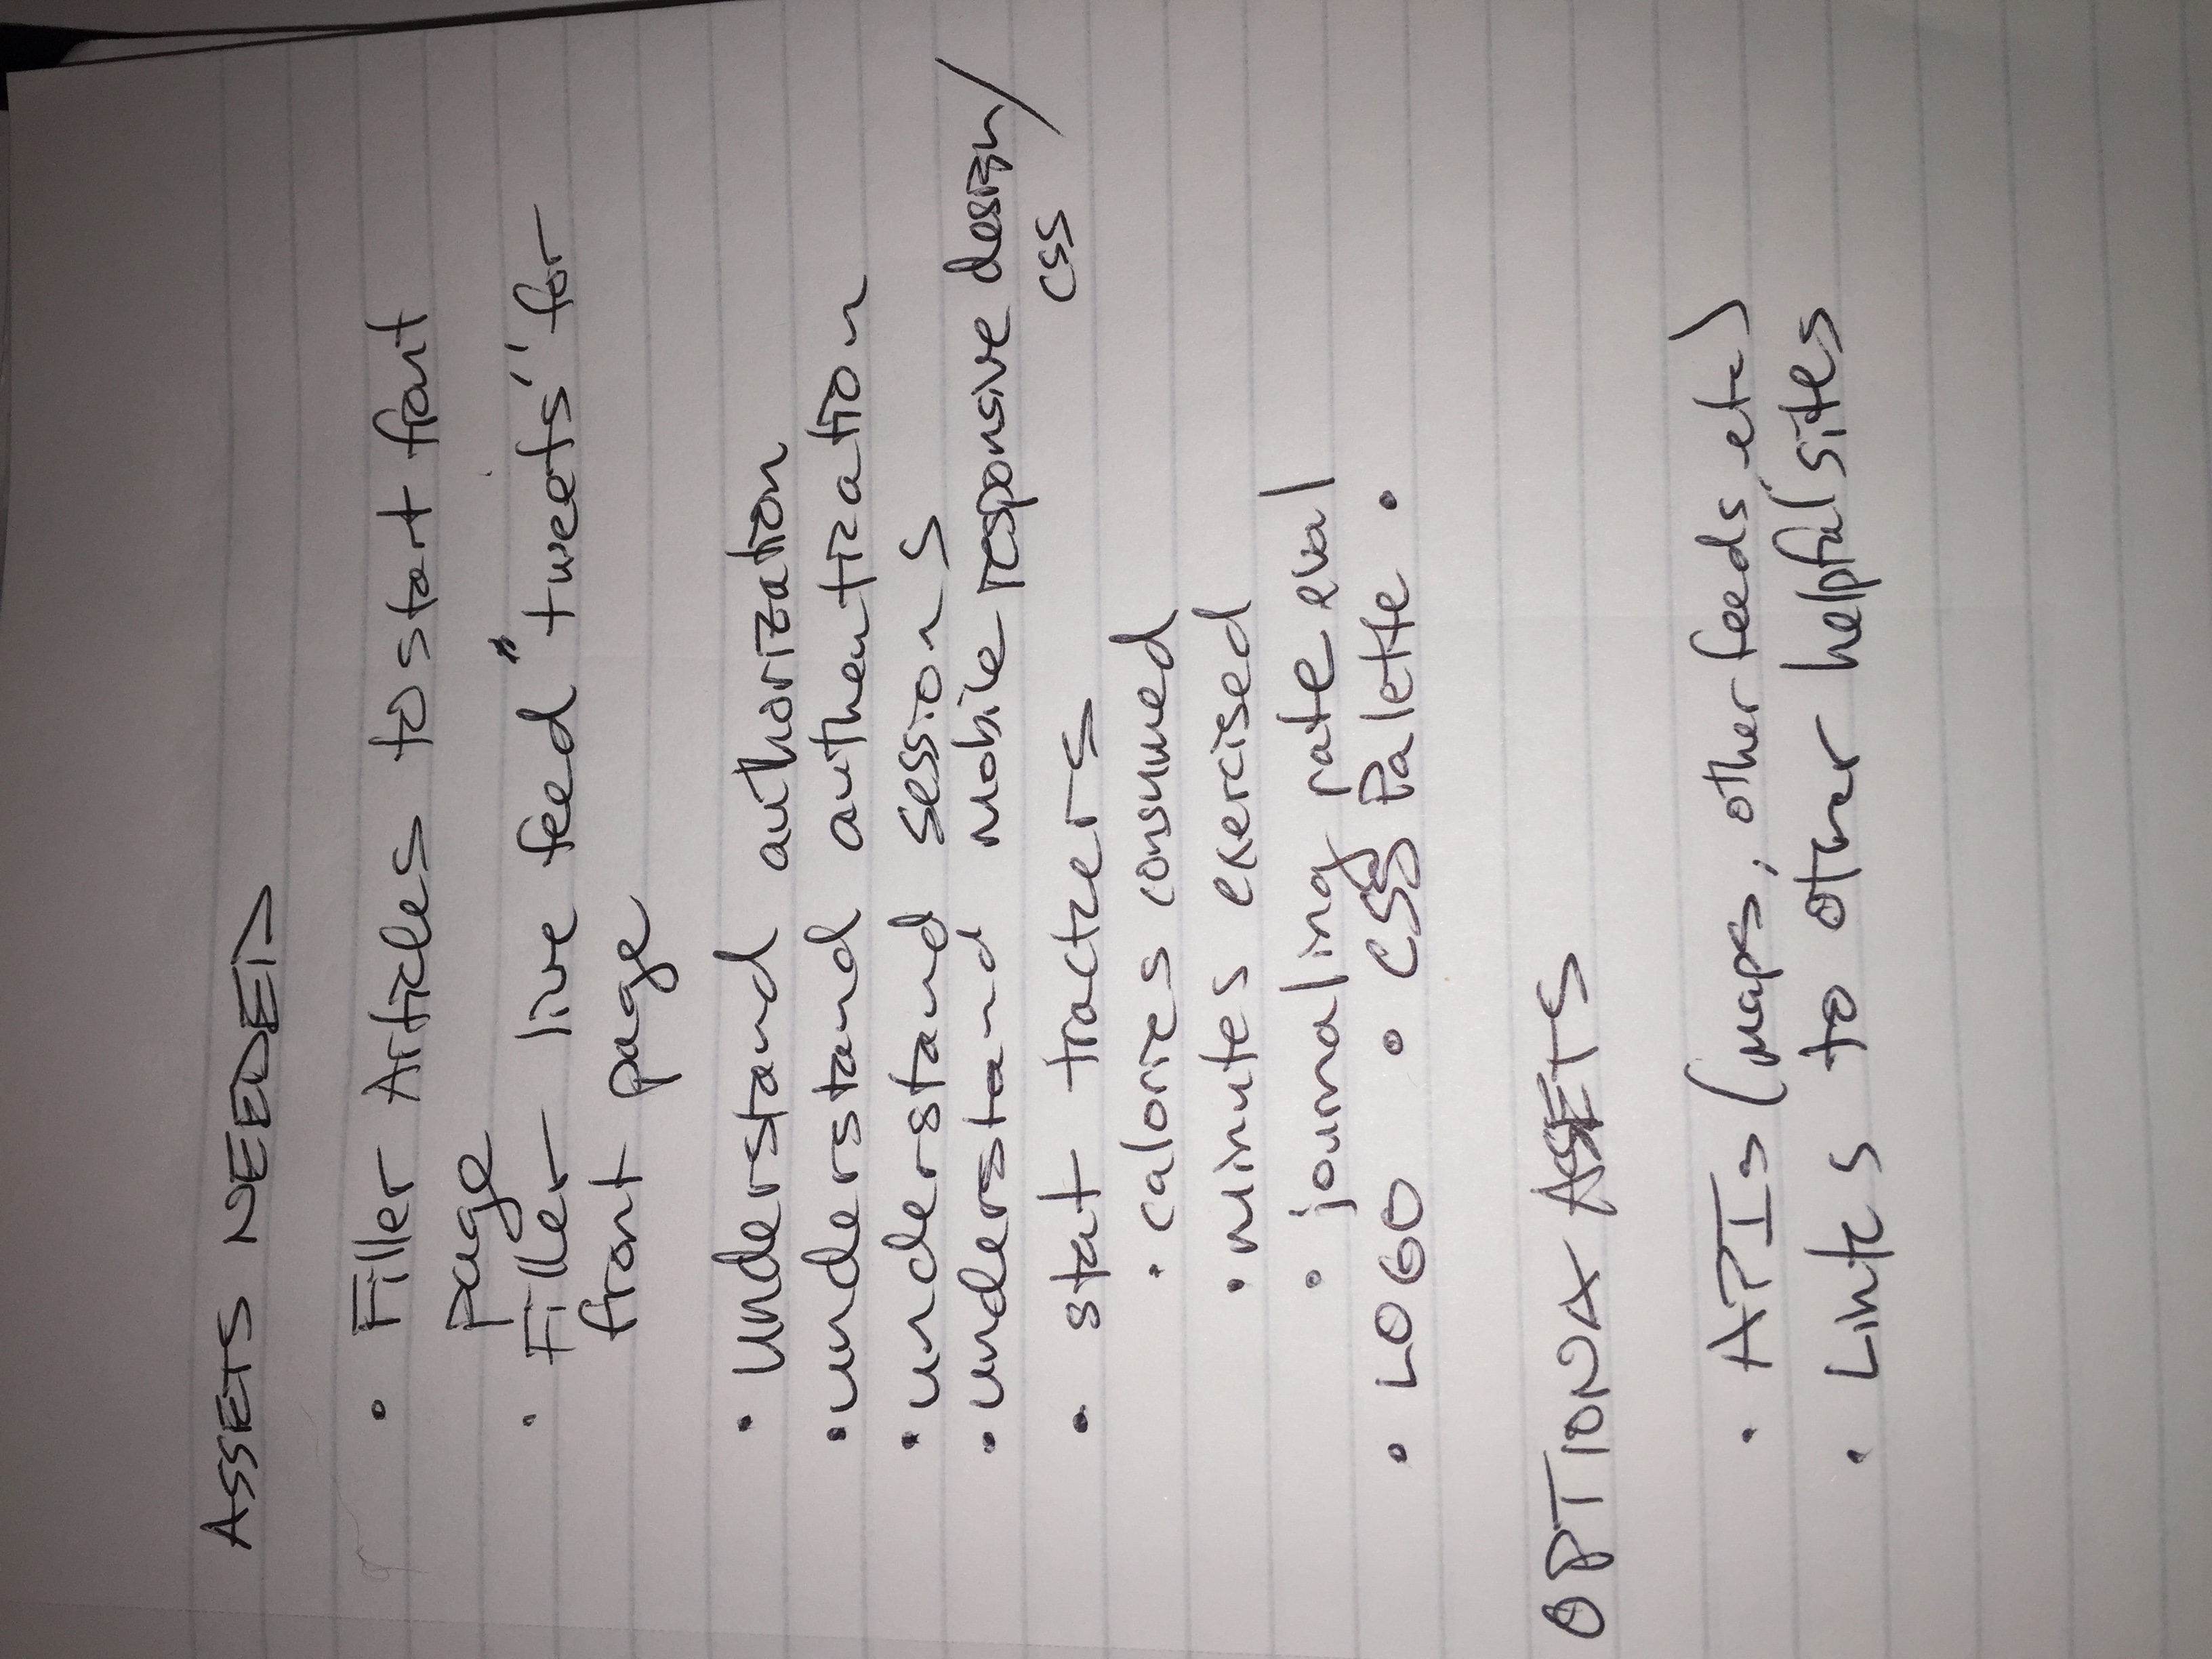 ASSETS NEEDED
• Filler Articles to start front
page
• Filler live feed "tweets" for
front page
• understand authorization
• understand authentization
• understand sessions
• understand Mobile responsive design/
css
• stat trackers
• calories consumed
• minutes exercised
• journaling rate eval
• LOGO • CSS Palette •
OPTIONAL ASSETS
• APIs (maps, other feeds, etc)
• Links to other helpful sites